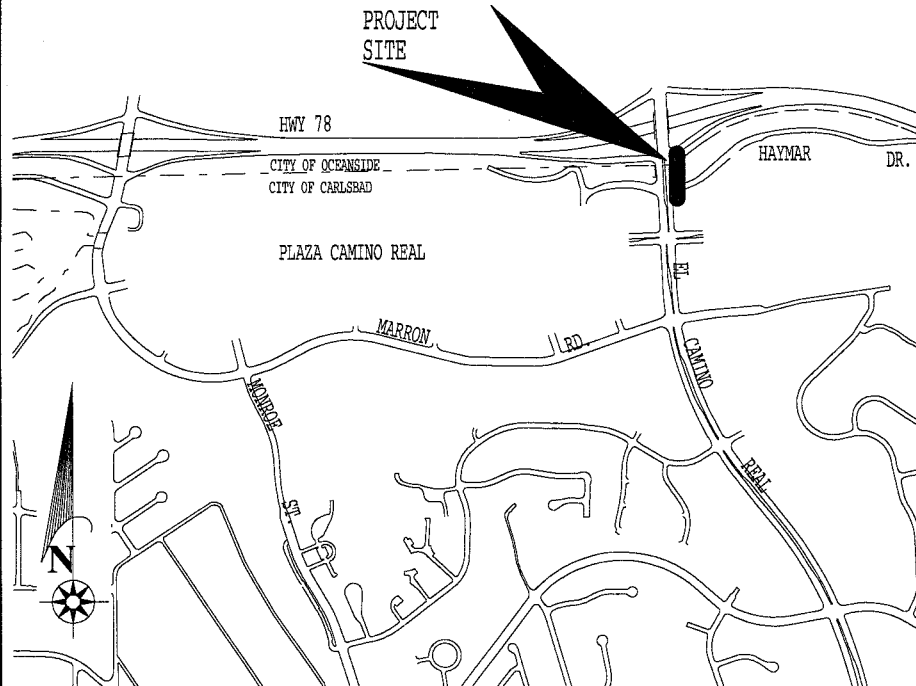 PROJECT
SITE
HWY 78
CITY OF OCEANSIDE
CITY OF CARLSBAD
HAYMAR DR.
PLAZA CAMINO REAL
EL
CAMINO
REAL
MARRON RD.
MONROE
ST.
N